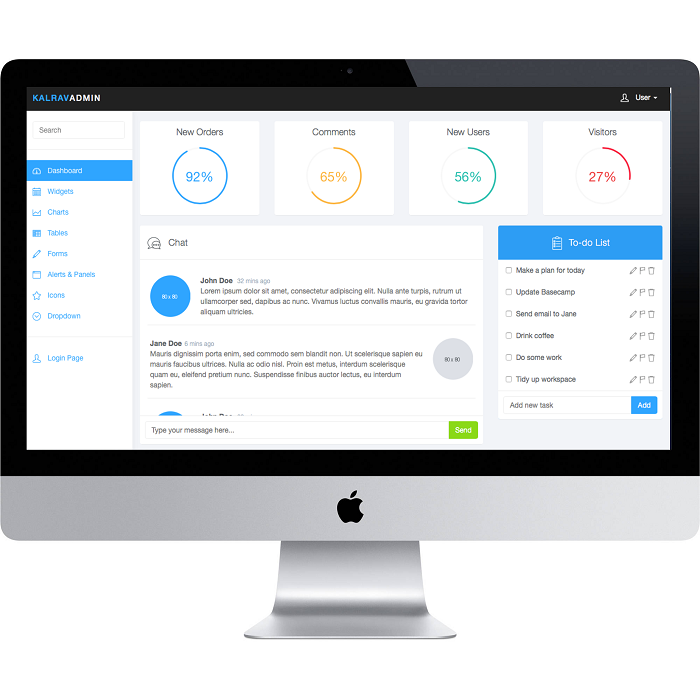 KALRAVADMIN
User
Search
Dashboard
Widgets
Charts
Tables
Forms
Alerts & Panels
Icons
Dropdown
Login Page
New Orders
92%
Comments
65%
New Users
56%
Visitors
27%
Chat
John Doe 32 mins ago
80 x 80
Lorem ipsum dolor sit amet, consectetur adipiscing elit. Nulla ante turpis, rutrum ut
ullamcorper sed, dapibus ac nunc. Vivamus luctus convallis mauris, eu gravida tortor
aliquam ultricies.
Jane Doe 6 mins ago
Mauris dignissim porta enim, sed commodo sem blandit non. Ut scelerisque sapien eu
mauris faucibus ultrices. Nulla ac odio nisl. Proin est metus, interdum scelerisque
quam eu, eleifend pretium nunc. Suspendisse finibus auctor lectus, eu interdum
sapien.
80 x 80
John Doe
Type your message here...
Send
To-do List
Make a plan for today
Update Basecamp
Send email to Jane
Drink coffee
Do some work
Tidy up workspace
Add new task
Add